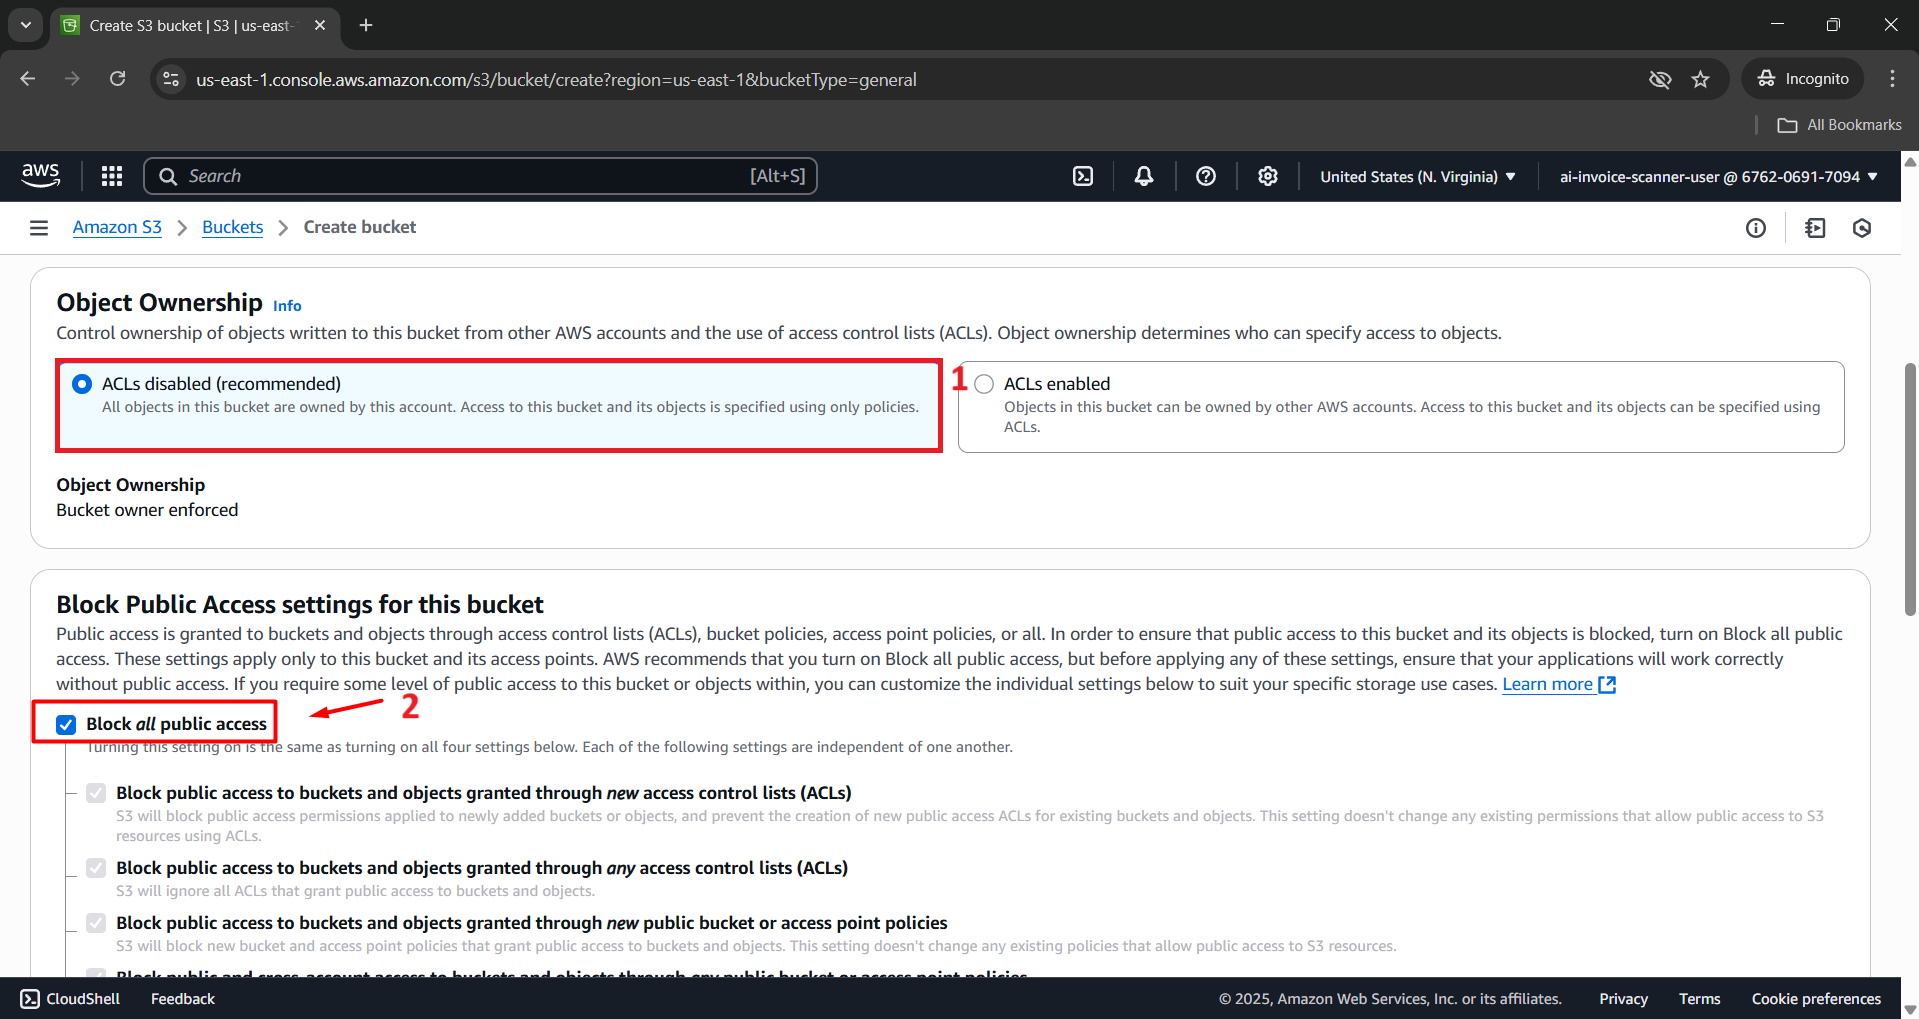 Create S3 bucket | S3 | us-east-
us-east-1.console.aws.amazon.com/s3/bucket/create?region=us-east-1&bucketType=general
Incognito
All Bookmarks
aws
Search
[Alt+S]
United States (N. Virginia)
ai-invoice-scanner-user @ 6762-0691-7094
Amazon S3
Buckets
Create bucket
Object Ownership Info
Control ownership of objects written to this bucket from other AWS accounts and the use of access control lists (ACLs). Object ownership determines who can specify access to objects.
ACLs disabled (recommended)
All objects in this bucket are owned by this account. Access to this bucket and its objects is specified using only policies.
1
ACLs enabled
Objects in this bucket can be owned by other AWS accounts. Access to this bucket and its objects can be specified using
ACLs.
Object Ownership
Bucket owner enforced
Block Public Access settings for this bucket
Public access is granted to buckets and objects through access control lists (ACLs), bucket policies, access point policies, or all. In order to ensure that public access to this bucket and its objects is blocked, turn on Block all public
access. These settings apply only to this bucket and its access points. AWS recommends that you turn on Block all public access, but before applying any of these settings, ensure that your applications will work correctly
without public access. If you require some level of public access to this bucket or objects within, you can customize the individual settings below to suit your specific storage use cases. Learn more
Block all public access
2
Turning this setting on is the same as turning on all four settings below. Each of the following settings are independent of one another.
Block public access to buckets and objects granted through new access control lists (ACLs)
S3 will block public access permissions applied to newly added buckets or objects, and prevent the creation of new public access ACLs for existing buckets and objects. This setting doesn't change any existing permissions that allow public access to S3
resources using ACLs.
Block public access to buckets and objects granted through any access control lists (ACLs)
S3 will ignore all ACLs that grant public access to buckets and objects.
Block public access to buckets and objects granted through new public bucket or access point policies
S3 will block new bucket and access point policies that grant public access to buckets and objects. This setting doesn't change any existing policies that allow public access to S3 resources.
Block public and cross-account access to buckets and objects through any public bucket or access point policies
CloudShell
Feedback
© 2025, Amazon Web Services, Inc. or its affiliates.
Privacy
Terms
Cookie preferences